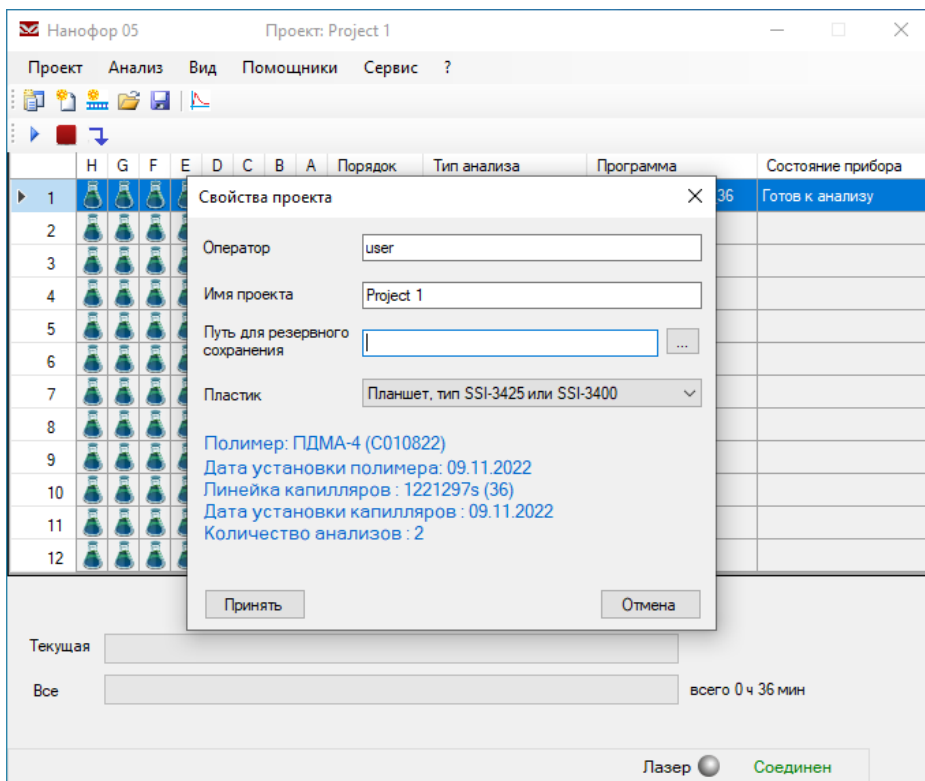 Нанофор 05 Проект: Project 1
Проект Анализ Вид Помощники Сервис ?
H G F E D C B A Порядок Тип анализа Программа Состояние прибора
1 36 Готов к анализу
2
3
4
5
6
7
8
9
10
11
12
Свойства проекта
Оператор user
Имя проекта Project 1
Путь для резервного
сохранения ...
Пластик Планшет, тип SSI-3425 или SSI-3400
Полимер: ПДМА-4 (C010822)
Дата установки полимера: 09.11.2022
Линейка капилляров : 1221297s (36)
Дата установки капилляров : 09.11.2022
Количество анализов : 2
Принять Отмена
Текущая
Все всего 0 ч 36 мин
Лазер Соединен